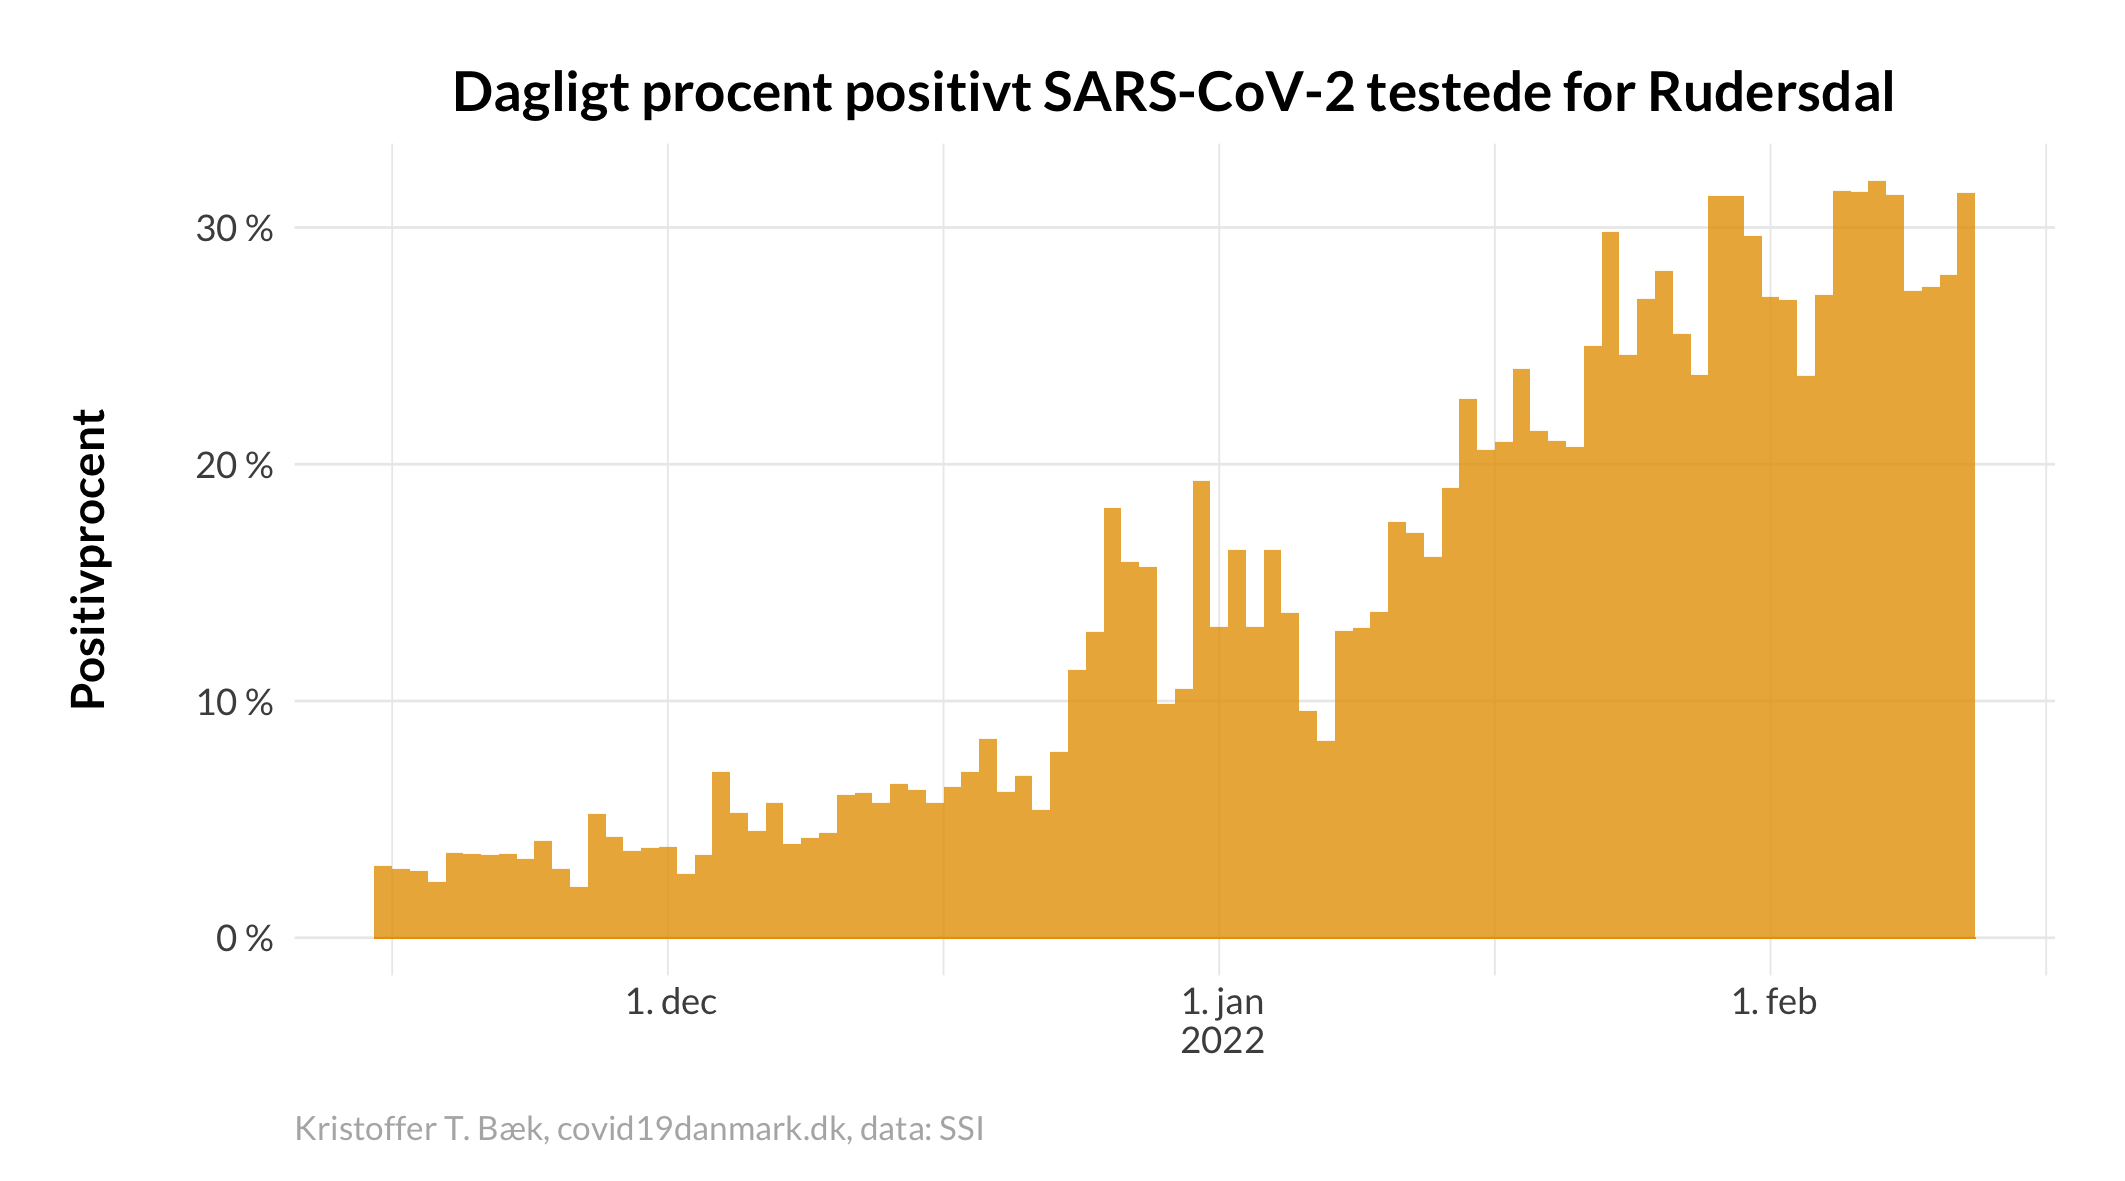 Dagligt procent positivt SARS-CoV-2 testede for Rudersdal
Positivprocent
30 %
20 %
10 %
0 %
1. dec
1. jan
2022
1. feb
Kristoffer T. Bæk, covid19danmark.dk, data: SSI